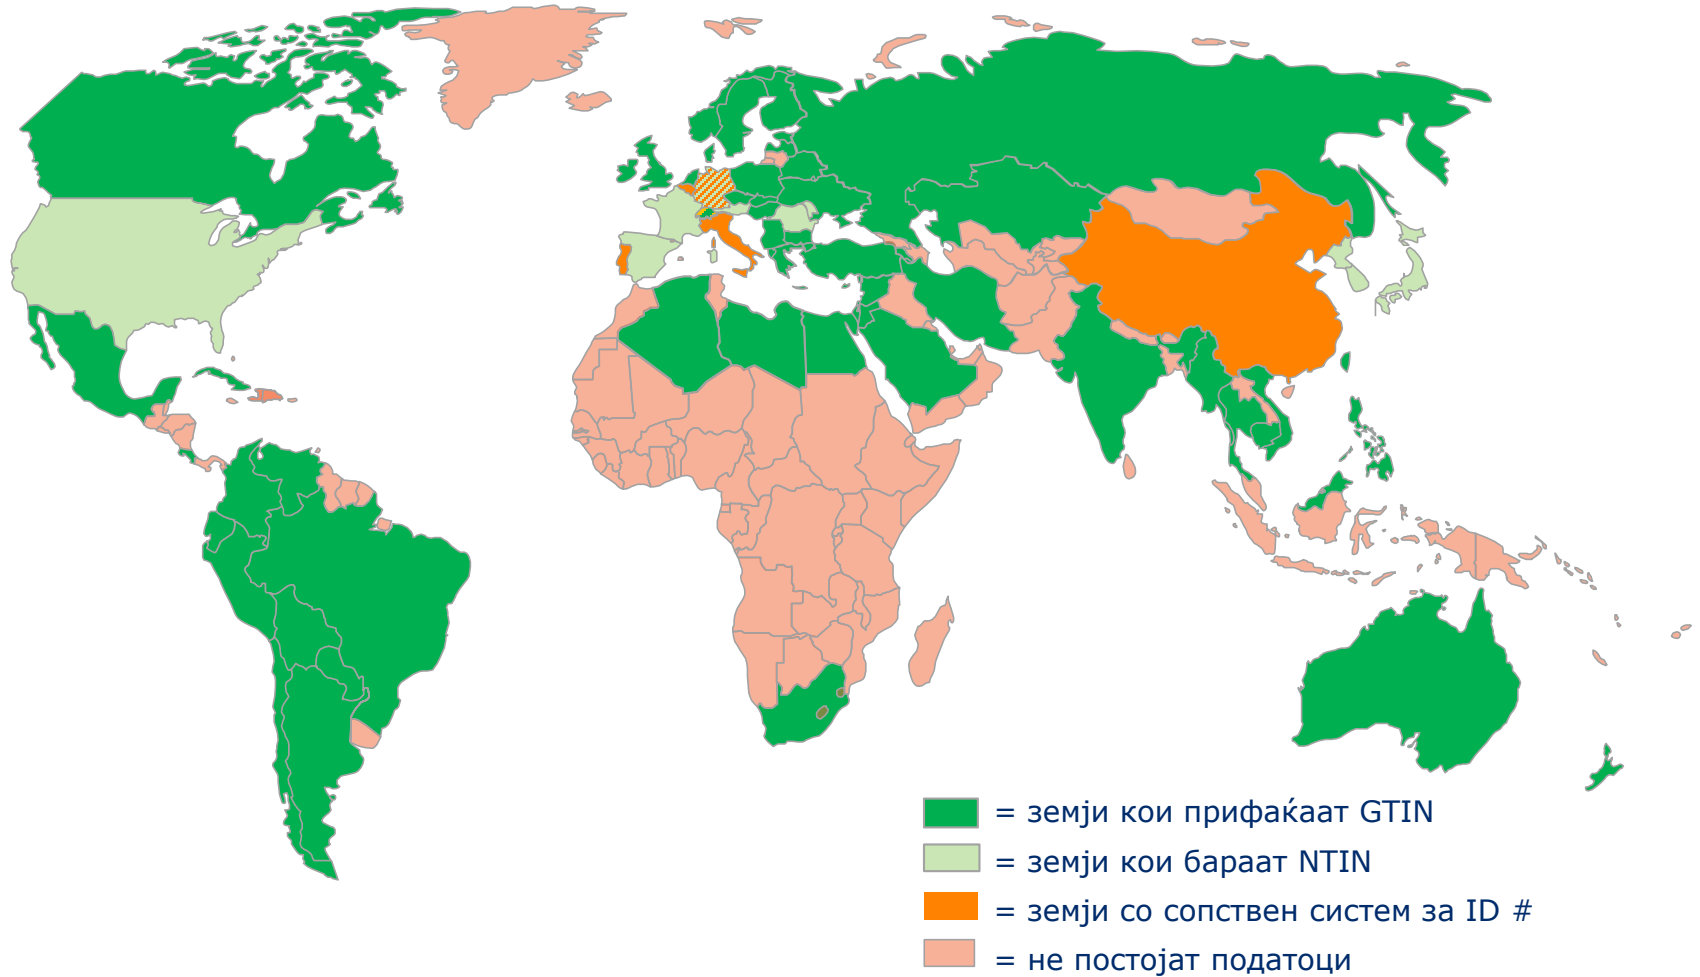 = земји кои прифаќаат GTIN
= земји кои бараат NTIN
= земји со сопствен систем за ID #
= не постојат податоци